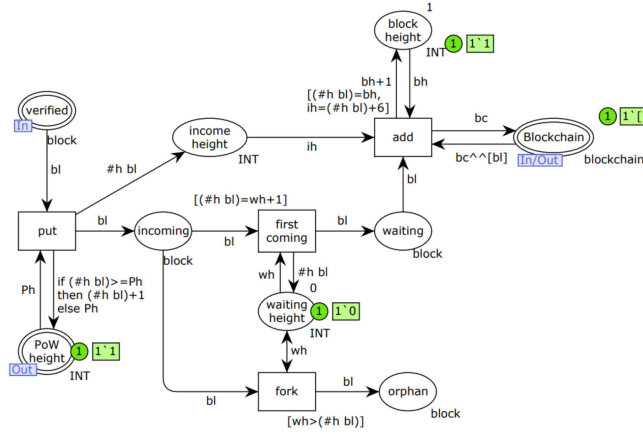 1
block
height
INT
1
1`1
bh+1
bh
[(#h bl)=bh,
ih=(#h bl)+6]
verified
In
block
bl
#h bl
income
height
INT
ih
add
bc
bc^^[bl]
Blockchain
In/Out
1
1`[
blockchain
bl
put
bl
incoming
block
[(#h bl)=wh+1]
bl
first
coming
bl
waiting
block
Ph
if (#h bl)>=Ph
then (#h bl)+1
else Ph
wh
#h bl
0
waiting
height
1
1`0
INT
PoW
height
Out
1
1`1
INT
wh
bl
fork
bl
orphan
block
[wh>(#h bl)]